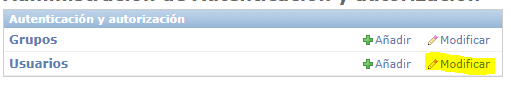 Autenticación y autorización
Grupos Añadir Modificar
Usuarios Añadir Modificar